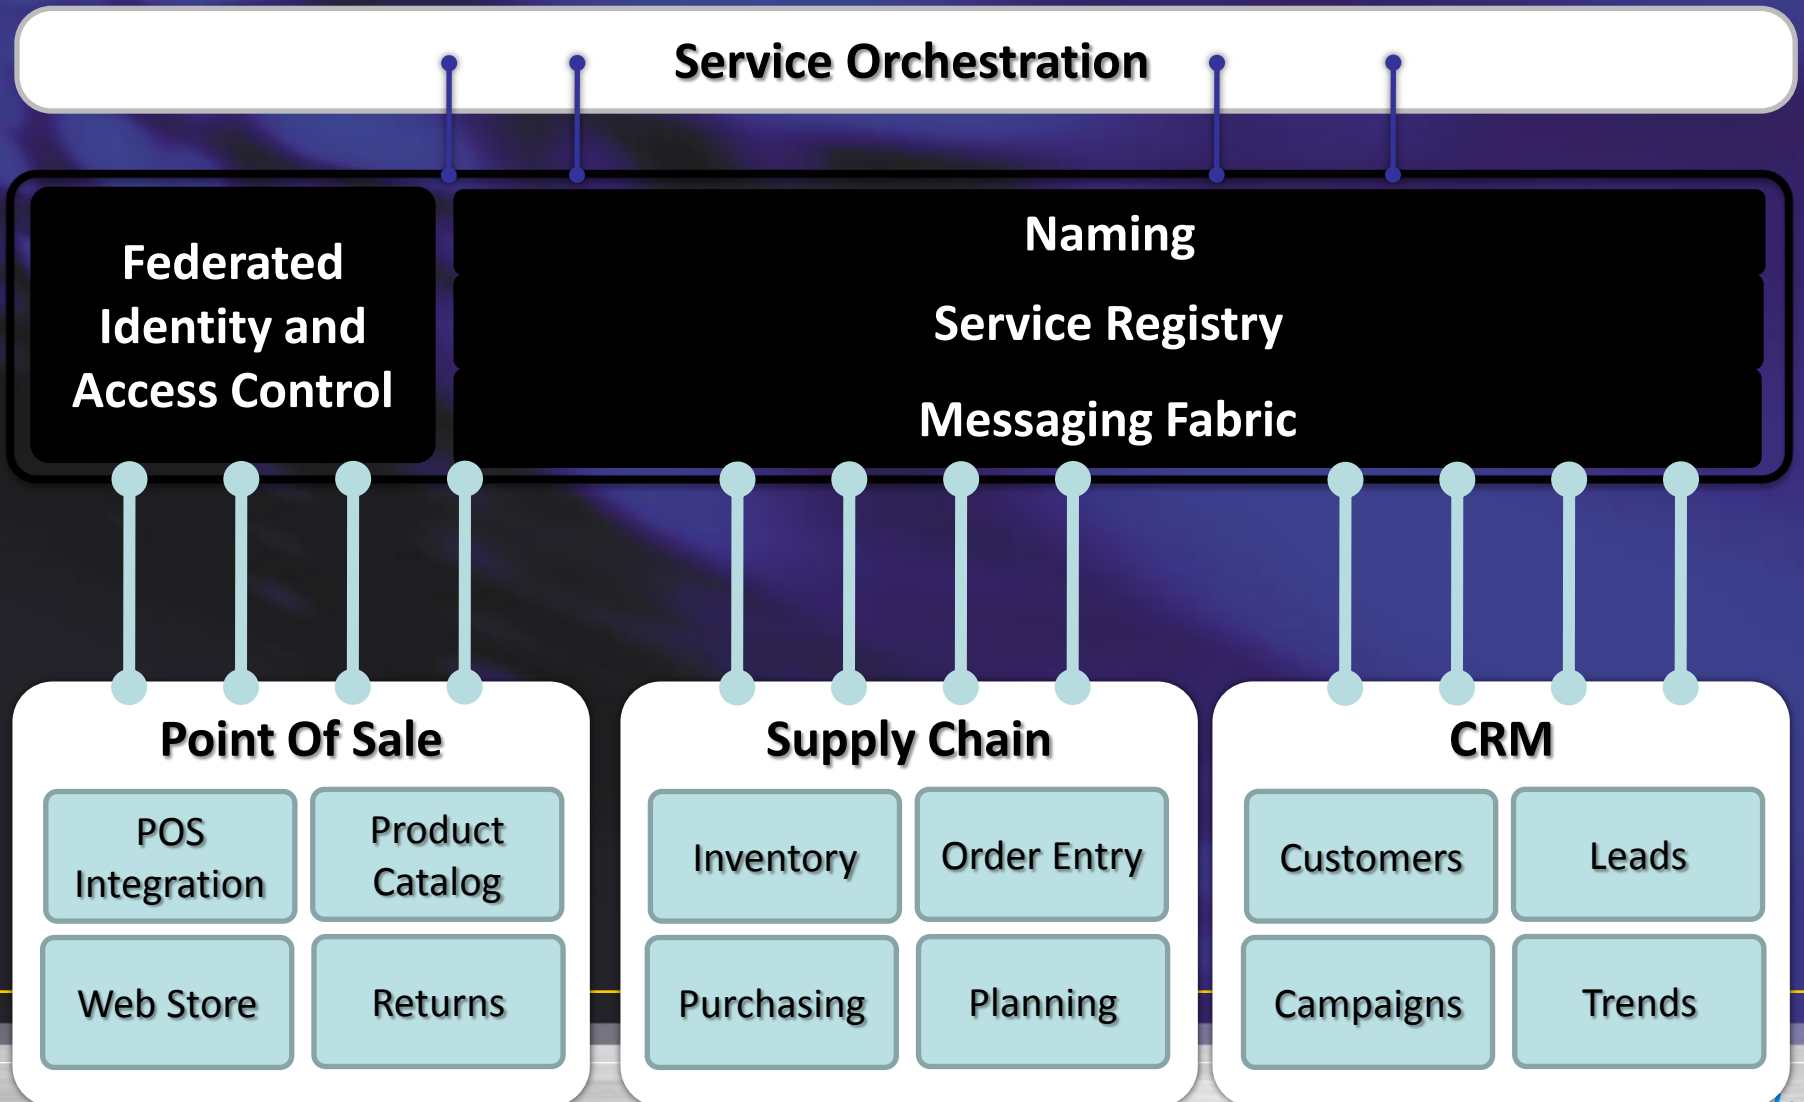 Service Orchestration
Federated
Identity and
Access Control
Naming
Service Registry
Messaging Fabric
Point Of Sale
POS
Integration
Product
Catalog
Web Store
Returns
Supply Chain
Inventory
Order Entry
Purchasing
Planning
CRM
Customers
Leads
Campaigns
Trends